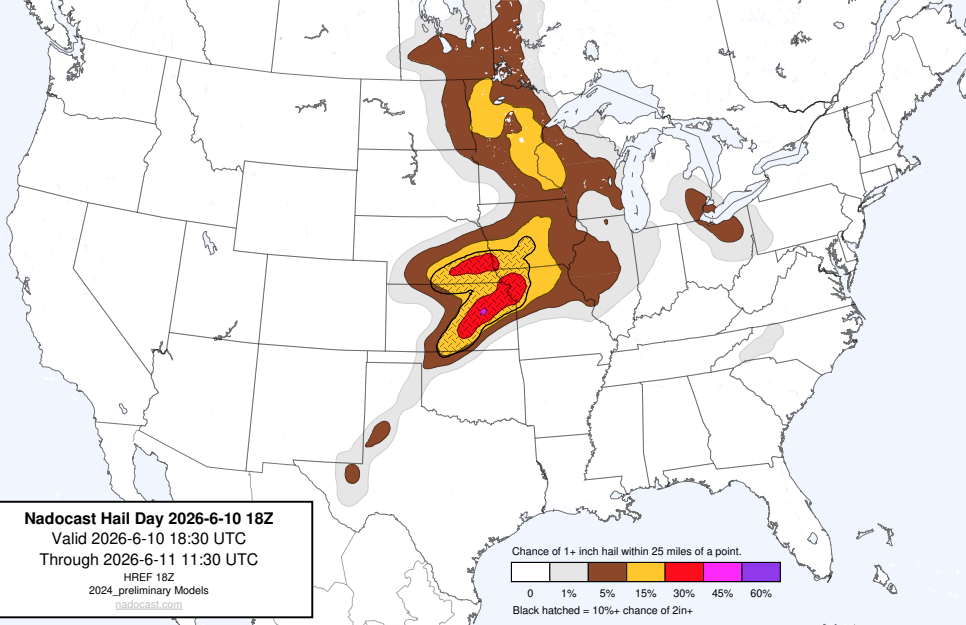 Nadocast Hail Day 2026-6-10 18Z
Valid 2026-6-10 18:30 UTC
Through 2026-6-11 11:30 UTC
HREF 18Z
2024_preliminary Models
nadocast.com
Chance of 1+ inch hail within 25 miles of a point.
0 1% 5% 15% 30% 45% 60%
Black hatched = 10%+ chance of 2in+